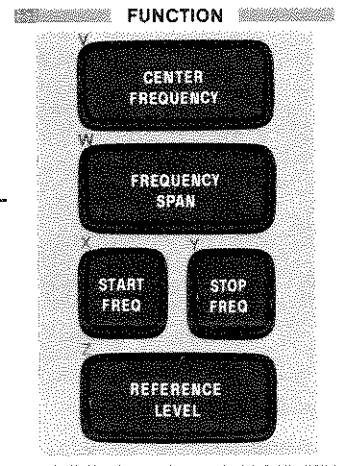 FUNCTION
V
CENTER
FREQUENCY
W
FREQUENCY
SPAN
X Y
START STOP
FREQ FREQ
REFERENCE
LEVEL